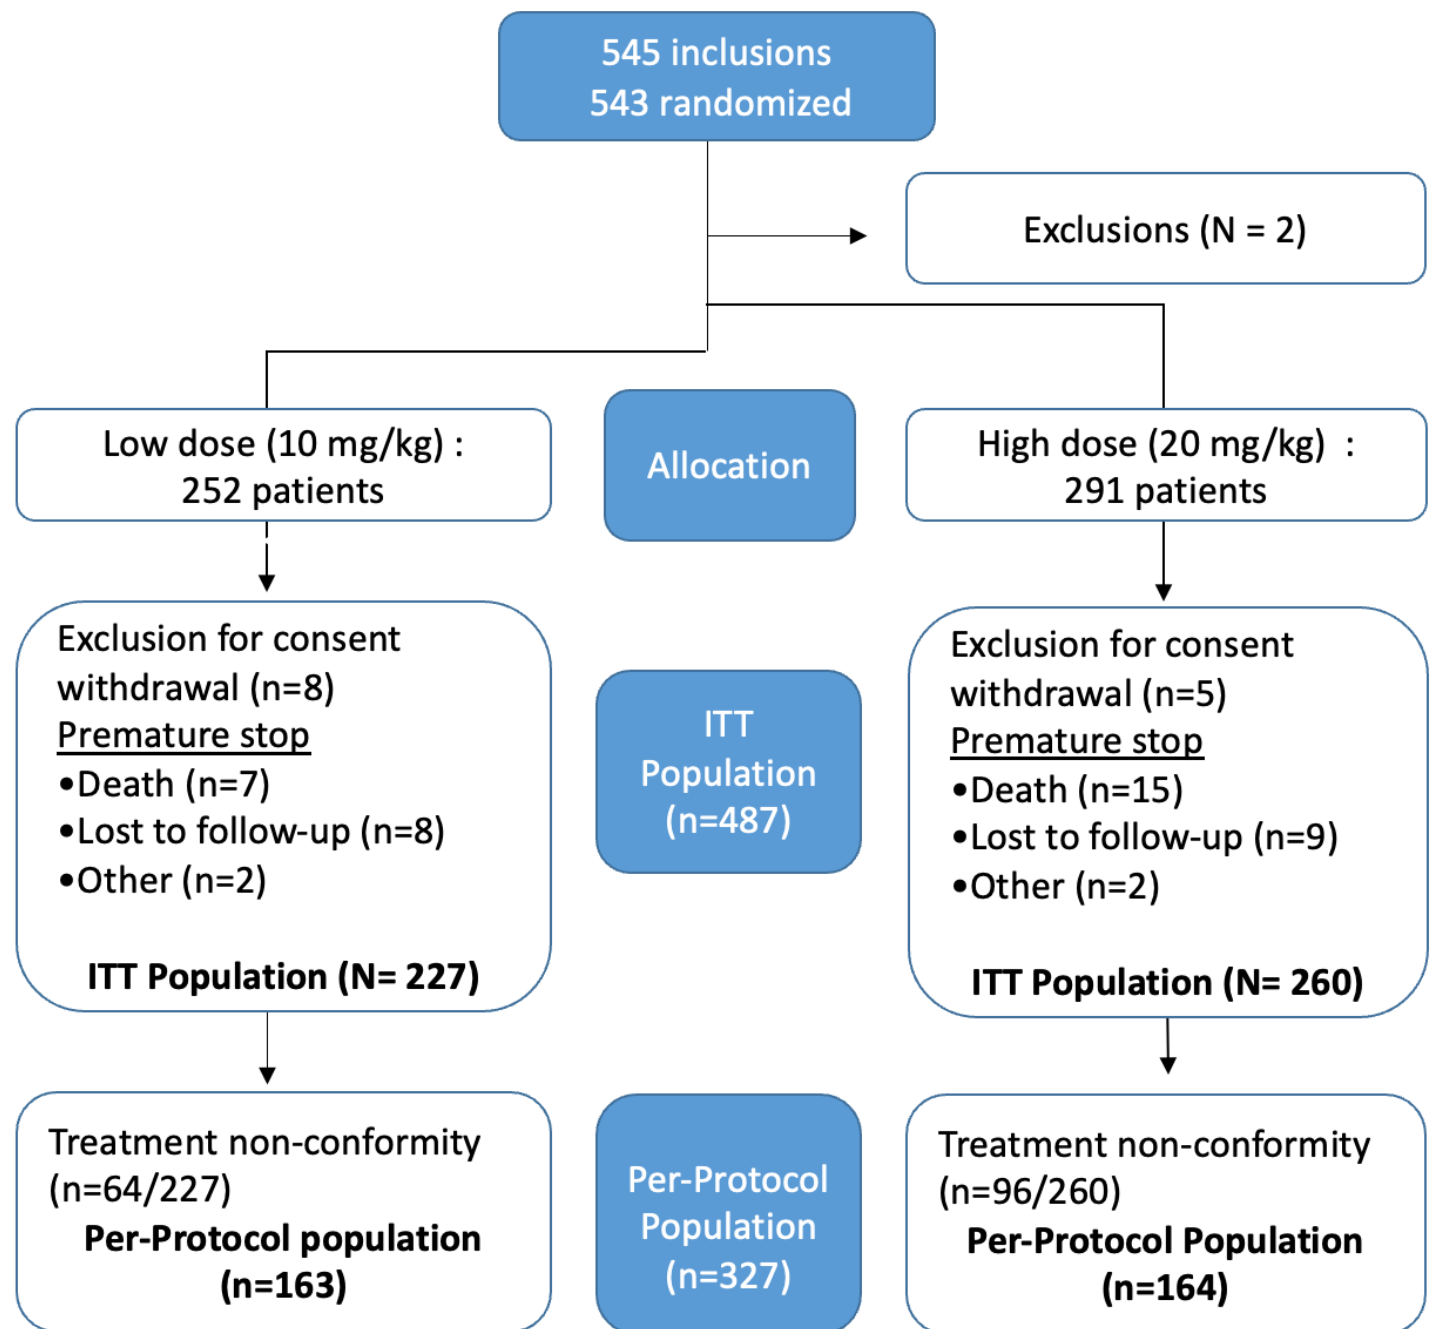 545 inclusions
543 randomized
Exclusions (N = 2)
Low dose (10 mg/kg) :
252 patients
Allocation
High dose (20 mg/kg)  :
291 patients
Exclusion for consent
withdrawal (n=8)
Premature stop
•Death (n=7)
•Lost to follow-up (n=8)
•Other (n=2)
ITT Population (N= 227)
ITT
Population
(n=487)
Exclusion for consent
withdrawal (n=5)
Premature stop
•Death (n=15)
•Lost to follow-up (n=9)
•Other (n=2)
ITT Population (N= 260)
Treatment non-conformity
(n=64/227)
Per-Protocol population
(n=163)
Per-Protocol
Population
(n=327)
Treatment non-conformity
(n=96/260)
Per-Protocol Population
(n=164)